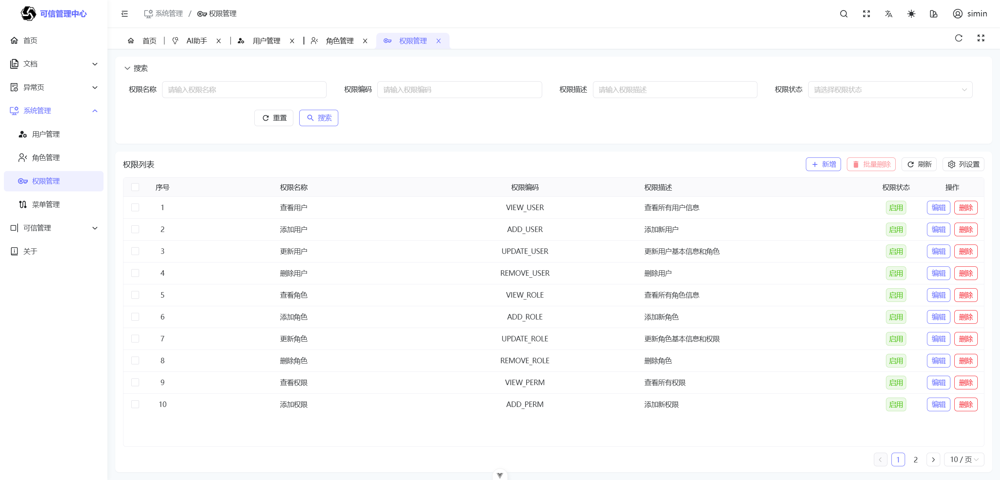 可信管理中心
系统管理 / 权限管理
simin
首页
文档
异常页
系统管理
用户管理
角色管理
权限管理
菜单管理
可信管理
关于
首页 AI助手 用户管理 角色管理 权限管理
搜索
权限名称 请输入权限名称 权限编码 请输入权限编码 权限描述 请输入权限描述 权限状态 请选择权限状态
重置 搜索
权限列表 新增 批量删除 刷新 列设置
序号 权限名称 权限编码 权限描述 权限状态 操作
1 查看用户 VIEW_USER 查看所有用户信息 启用 编辑 删除
2 添加用户 ADD_USER 添加新用户 启用 编辑 删除
3 更新用户 UPDATE_USER 更新用户基本信息和角色 启用 编辑 删除
4 删除用户 REMOVE_USER 删除用户 启用 编辑 删除
5 查看角色 VIEW_ROLE 查看所有角色信息 启用 编辑 删除
6 添加角色 ADD_ROLE 添加新角色 启用 编辑 删除
7 更新角色 UPDATE_ROLE 更新角色基本信息和权限 启用 编辑 删除
8 删除角色 REMOVE_ROLE 删除角色 启用 编辑 删除
9 查看权限 VIEW_PERM 查看所有权限 启用 编辑 删除
10 添加权限 ADD_PERM 添加新权限 启用 编辑 删除
1 2 10 / 页